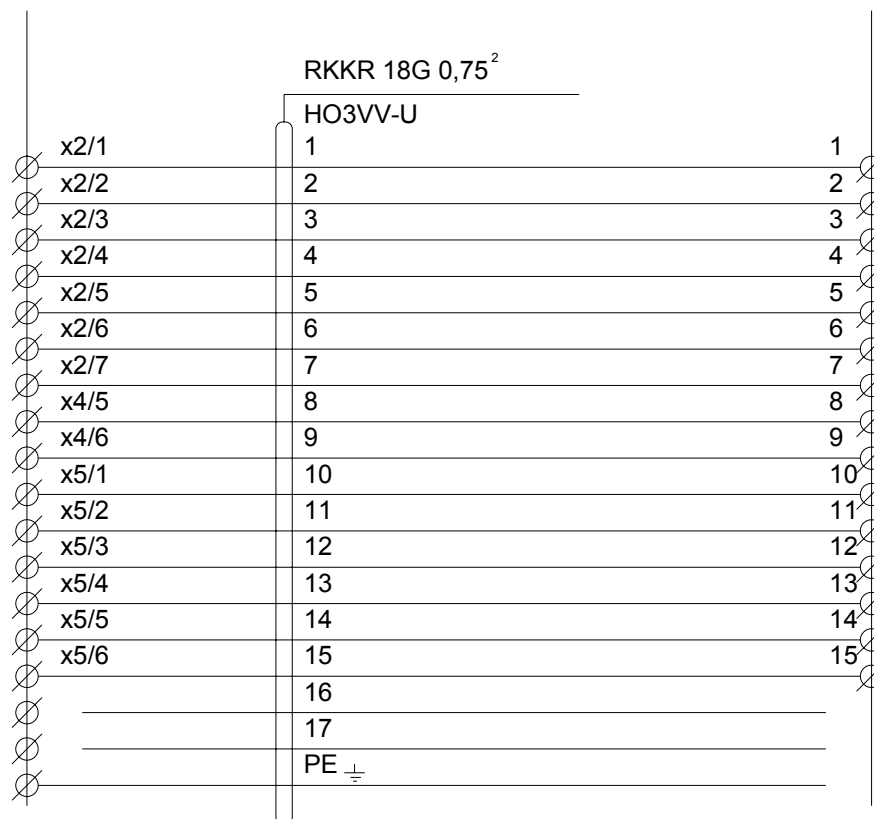 RKKR 18G 0,75²
HO3VV-U
x2/1 1 1
x2/2 2 2
x2/3 3 3
x2/4 4 4
x2/5 5 5
x2/6 6 6
x2/7 7 7
x4/5 8 8
x4/6 9 9
x5/1 10 10
x5/2 11 11
x5/3 12 12
x5/4 13 13
x5/5 14 14
x5/6 15 15
16
17
PE